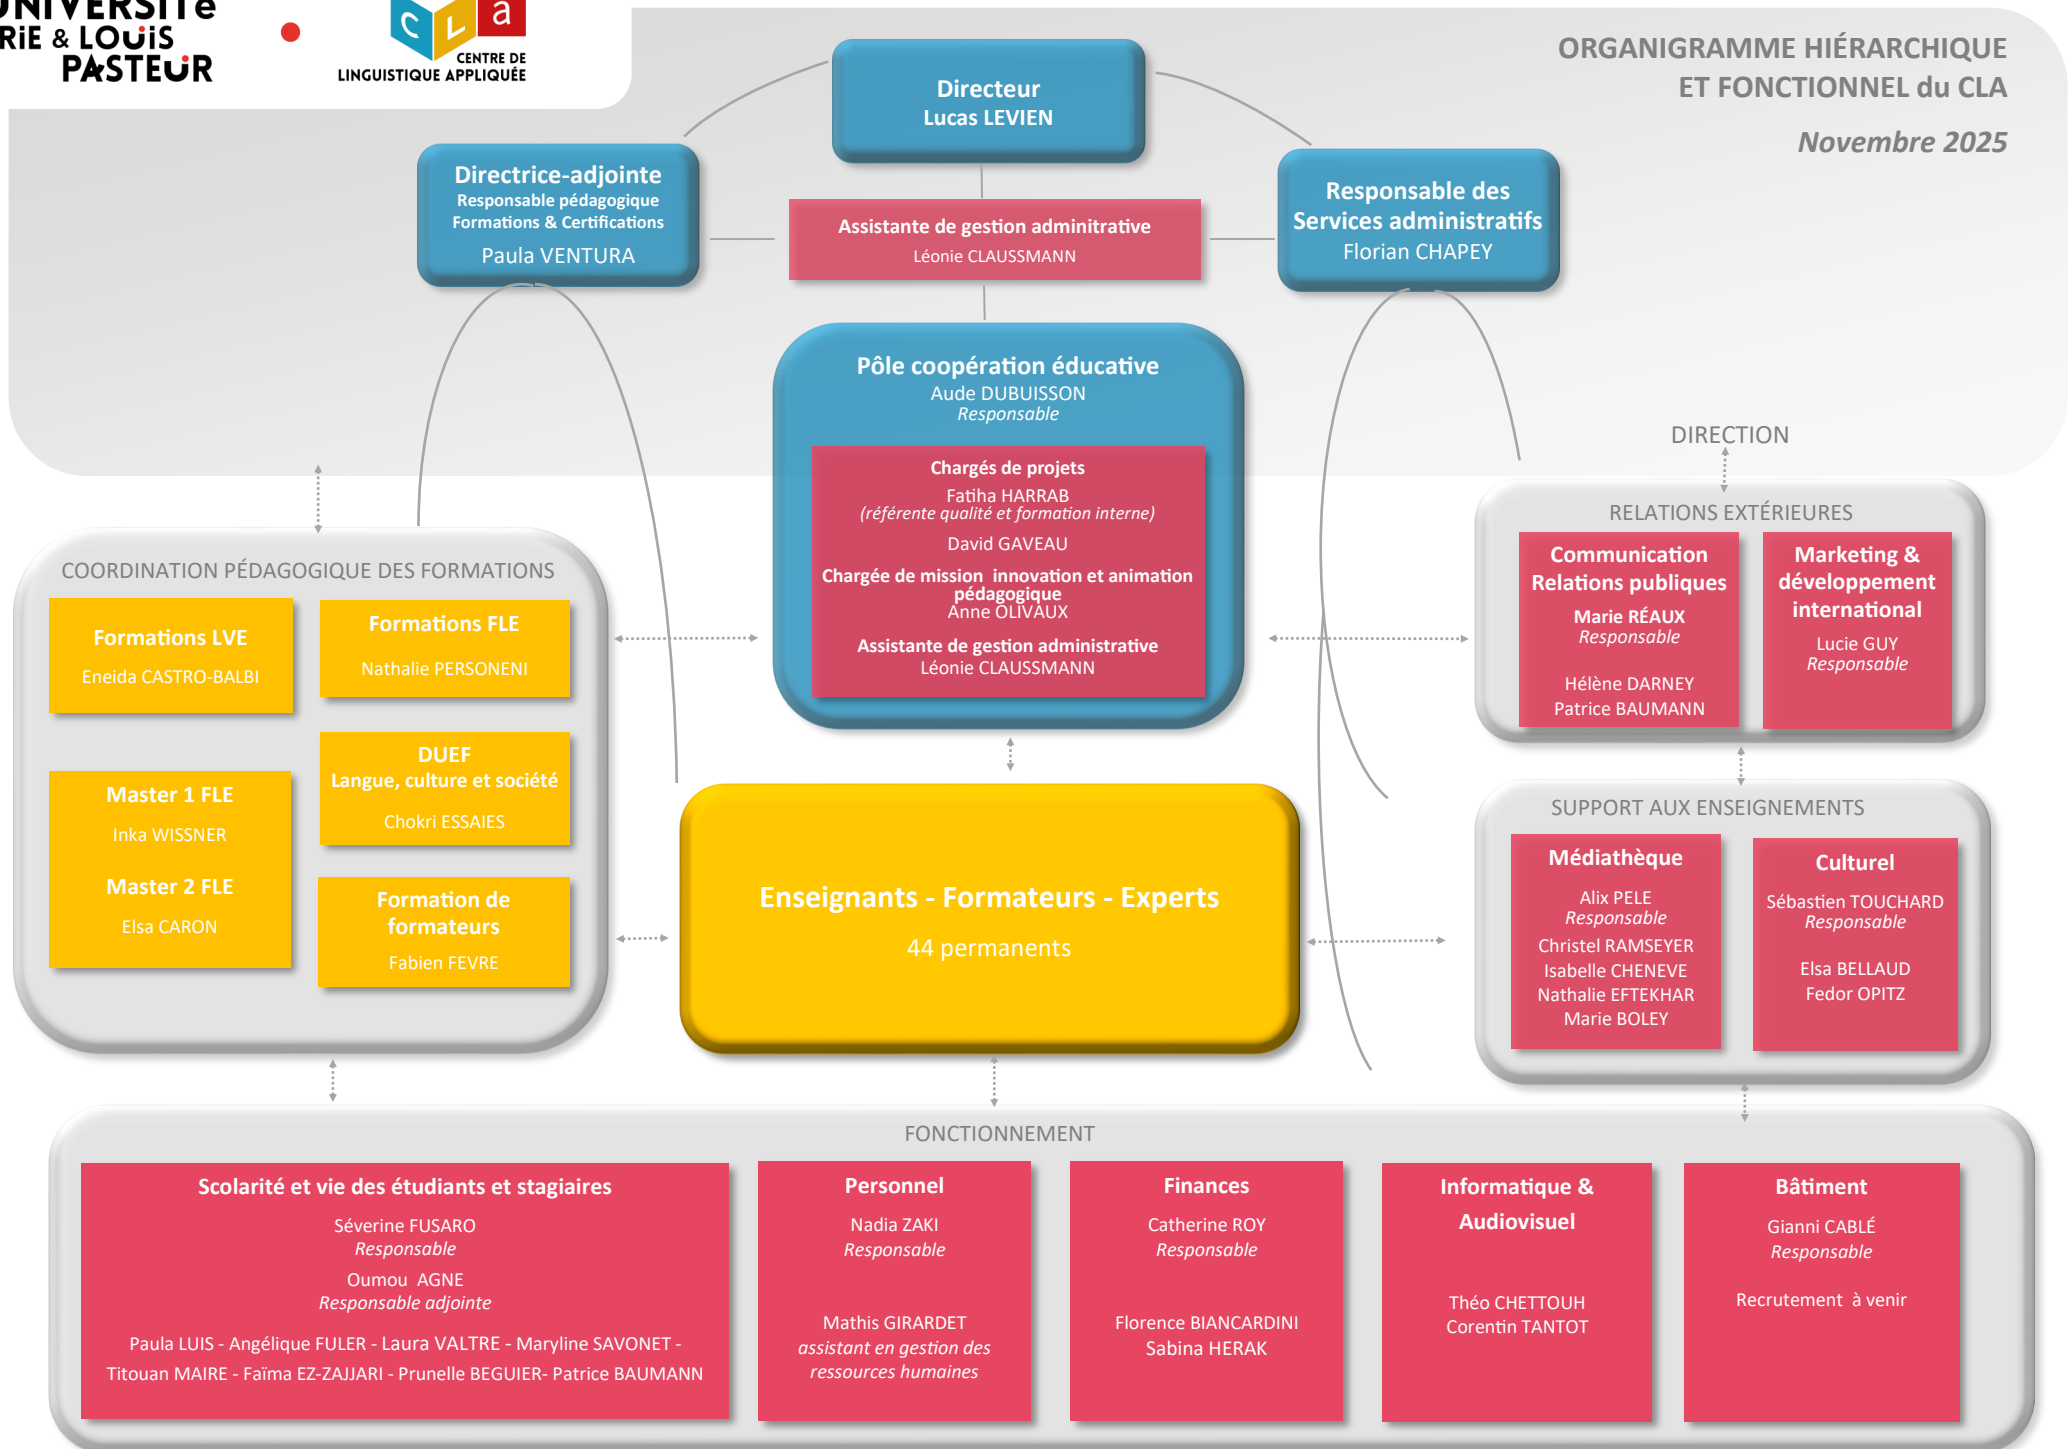 UNIVERSITé
RiE & LOUiS
PASTEUR
CLa
CENTRE DE
LINGUISTIQUE APPLIQUÉE
ORGANIGRAMME HIÉRARCHIQUE
ET FONCTIONNEL du CLA
Novembre 2025
Directeur
Lucas LEVIEN
Directrice-adjointe
Responsable pédagogique
Formations & Certifications
Paula VENTURA
Assistante de gestion adminitrative
Léonie CLAUSSMANN
Responsable des
Services administratifs
Florian CHAPEY
Pôle coopération éducative
Aude DUBUISSON
Responsable
Chargés de projets
Fatiha HARRAB
(référente qualité et formation interne)
David GAVEAU
Chargée de mission  innovation et animation
pédagogique
Anne OLIVAUX
Assistante de gestion administrative
Léonie CLAUSSMANN
DIRECTION
COORDINATION PÉDAGOGIQUE DES FORMATIONS
Formations LVE
Eneida CASTRO-BALBI
Formations FLE
Nathalie PERSONENI
Master 1 FLE
Inka WISSNER
Master 2 FLE
Elsa CARON
DUEF
Langue, culture et société
Chokri ESSAIES
Formation de
formateurs
Fabien FEVRE
Enseignants - Formateurs - Experts
44 permanents
RELATIONS EXTÉRIEURES
Communication
Relations publiques
Marie RÉAUX
Responsable
Hélène DARNEY
Patrice BAUMANN
Marketing &
développement
international
Lucie GUY
Responsable
SUPPORT AUX ENSEIGNEMENTS
Médiathèque
Alix PELE
Responsable
Christel RAMSEYER
Isabelle CHENEVE
Nathalie EFTEKHAR
Marie BOLEY
Culturel
Sébastien TOUCHARD
Responsable
Elsa BELLAUD
Fedor OPITZ
FONCTIONNEMENT
Scolarité et vie des étudiants et stagiaires
Séverine FUSARO
Responsable
Oumou  AGNE
Responsable adjointe
Paula LUIS - Angélique FULER - Laura VALTRE - Maryline SAVONET -
Titouan MAIRE - Faïma EZ-ZAJJARI - Prunelle BEGUIER- Patrice BAUMANN
Personnel
Nadia ZAKI
Responsable
Mathis GIRARDET
assistant en gestion des
ressources humaines
Finances
Catherine ROY
Responsable
Florence BIANCARDINI
Sabina HERAK
Informatique &
Audiovisuel
Théo CHETTOUH
Corentin TANTOT
Bâtiment
Gianni CABLÉ
Responsable
Recrutement  à venir